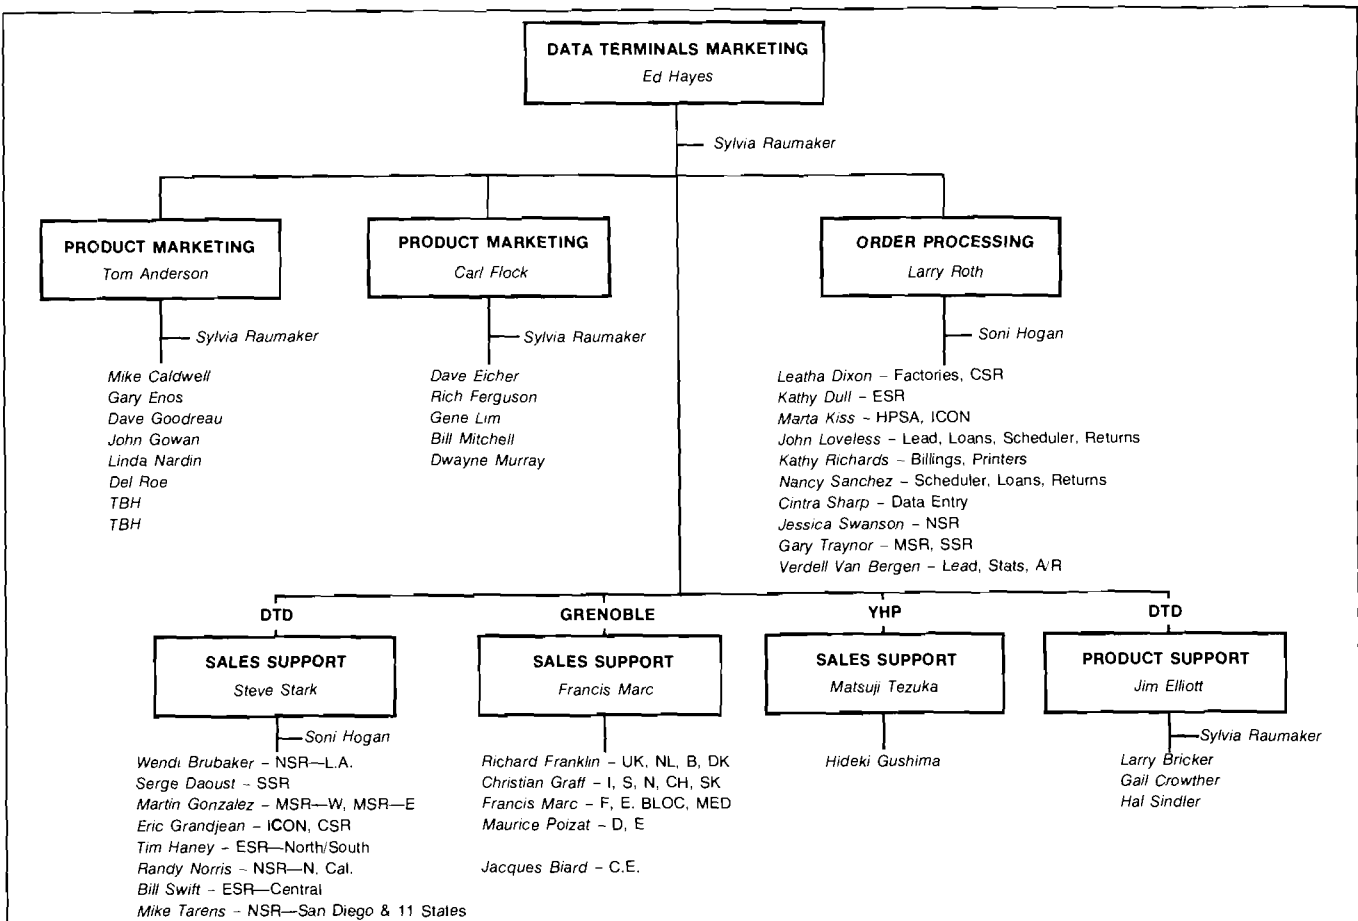 DATA TERMINALS MARKETING
Ed Hayes
Sylvia Raumaker
PRODUCT MARKETING
Tom Anderson
Sylvia Raumaker
Mike Caldwell
Gary Enos
Dave Goodreau
John Gowan
Linda Nardin
Del Roe
TBH
TBH
PRODUCT MARKETING
Carl Flock
Sylvia Raumaker
Dave Eicher
Rich Ferguson
Gene Lim
Bill Mitchell
Dwayne Murray
ORDER PROCESSING
Larry Roth
Soni Hogan
Leatha Dixon – Factories, CSR
Kathy Dull – ESR
Marta Kiss – HPSA, ICON
John Loveless – Lead, Loans, Scheduler, Returns
Kathy Richards – Billings, Printers
Nancy Sanchez – Scheduler, Loans, Returns
Cintra Sharp – Data Entry
Jessica Swanson – NSR
Gary Traynor – MSR, SSR
Verdell Van Bergen – Lead, Stats, A/R
DTD
SALES SUPPORT
Steve Stark
Soni Hogan
Wendi Brubaker – NSR—L.A.
Serge Daoust – SSR
Martin Gonzalez – MSR—W, MSR—E
Eric Grandjean – ICON, CSR
Tim Haney – ESR—North/South
Randy Norris – NSR—N. Cal.
Bill Swift – ESR—Central
Mike Tarens – NSR—San Diego & 11 States
GRENOBLE
SALES SUPPORT
Francis Marc
Richard Franklin – UK, NL, B, DK
Christian Graff – I, S, N, CH, SK
Francis Marc – F, E. BLOC, MED
Maurice Poizat – D, E
Jacques Biard – C.E.
YHP
SALES SUPPORT
Matsuji Tezuka
Hideki Gushima
DTD
PRODUCT SUPPORT
Jim Elliott
Sylvia Raumaker
Larry Bricker
Gail Crowther
Hal Sindler